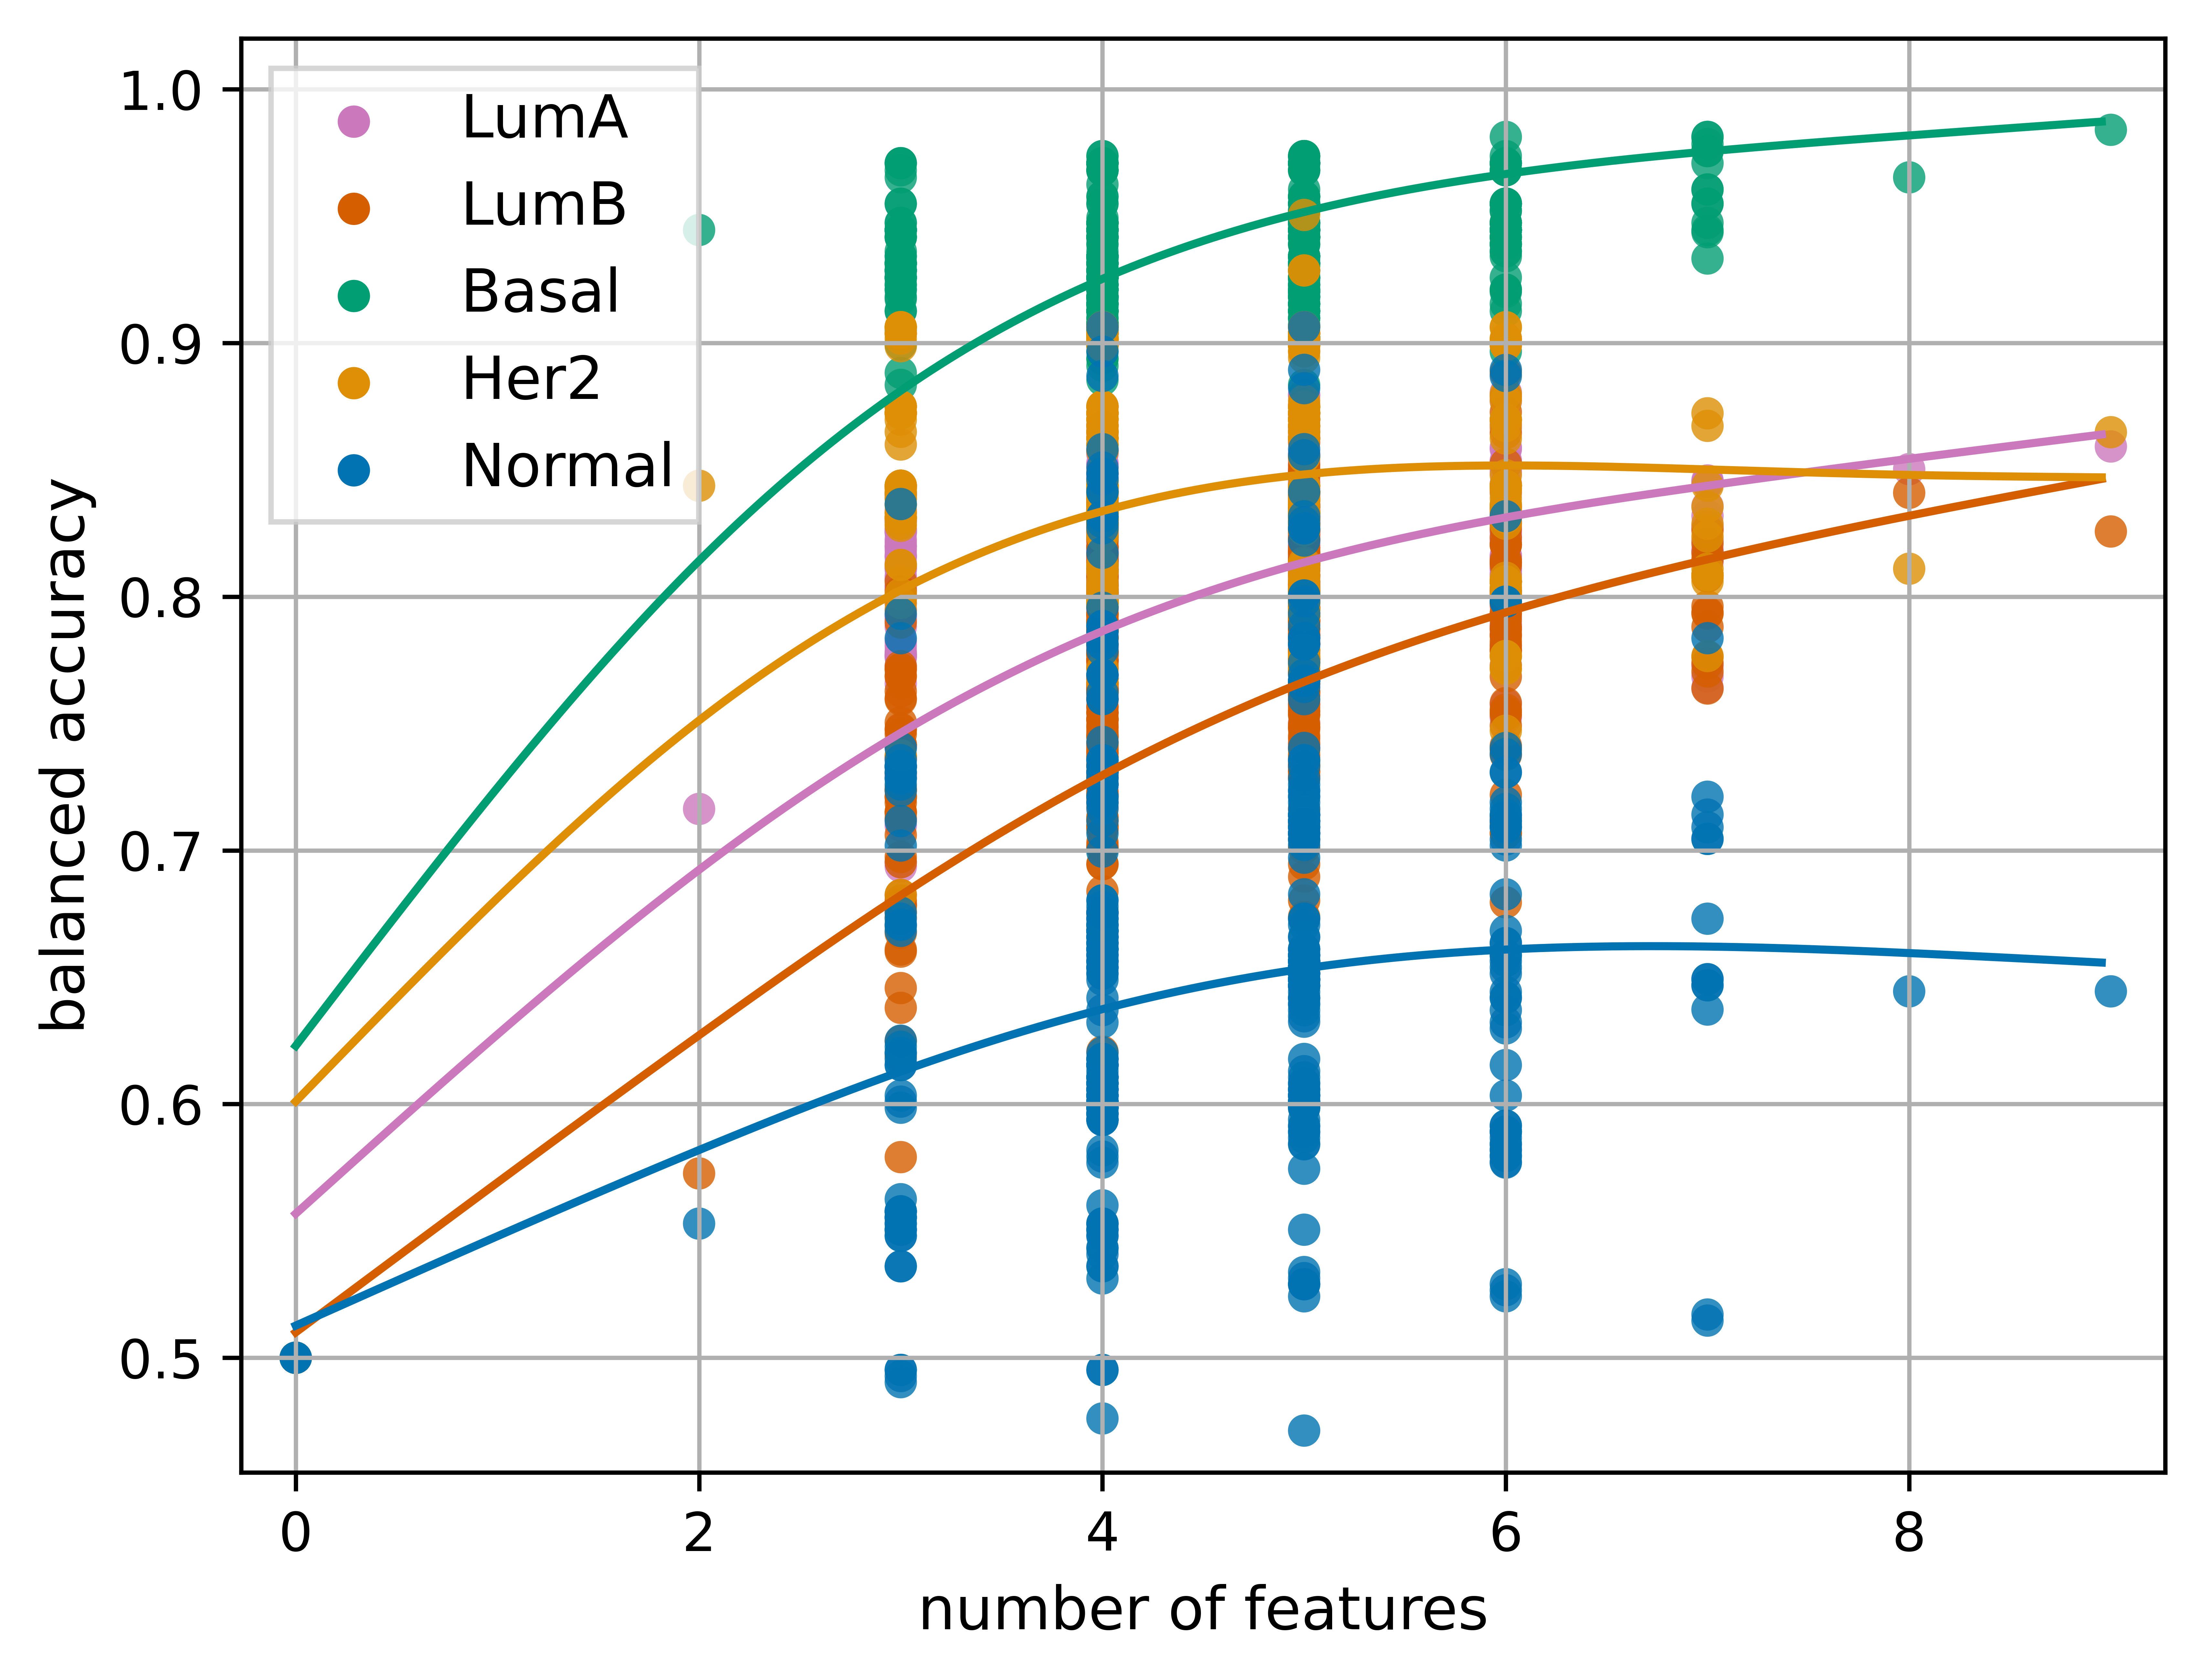 LumA
LumB
Basal
Her2
Normal
balanced accuracy
1.0
0.9
0.8
0.7
0.6
0.5
0 2 4 6 8
number of features